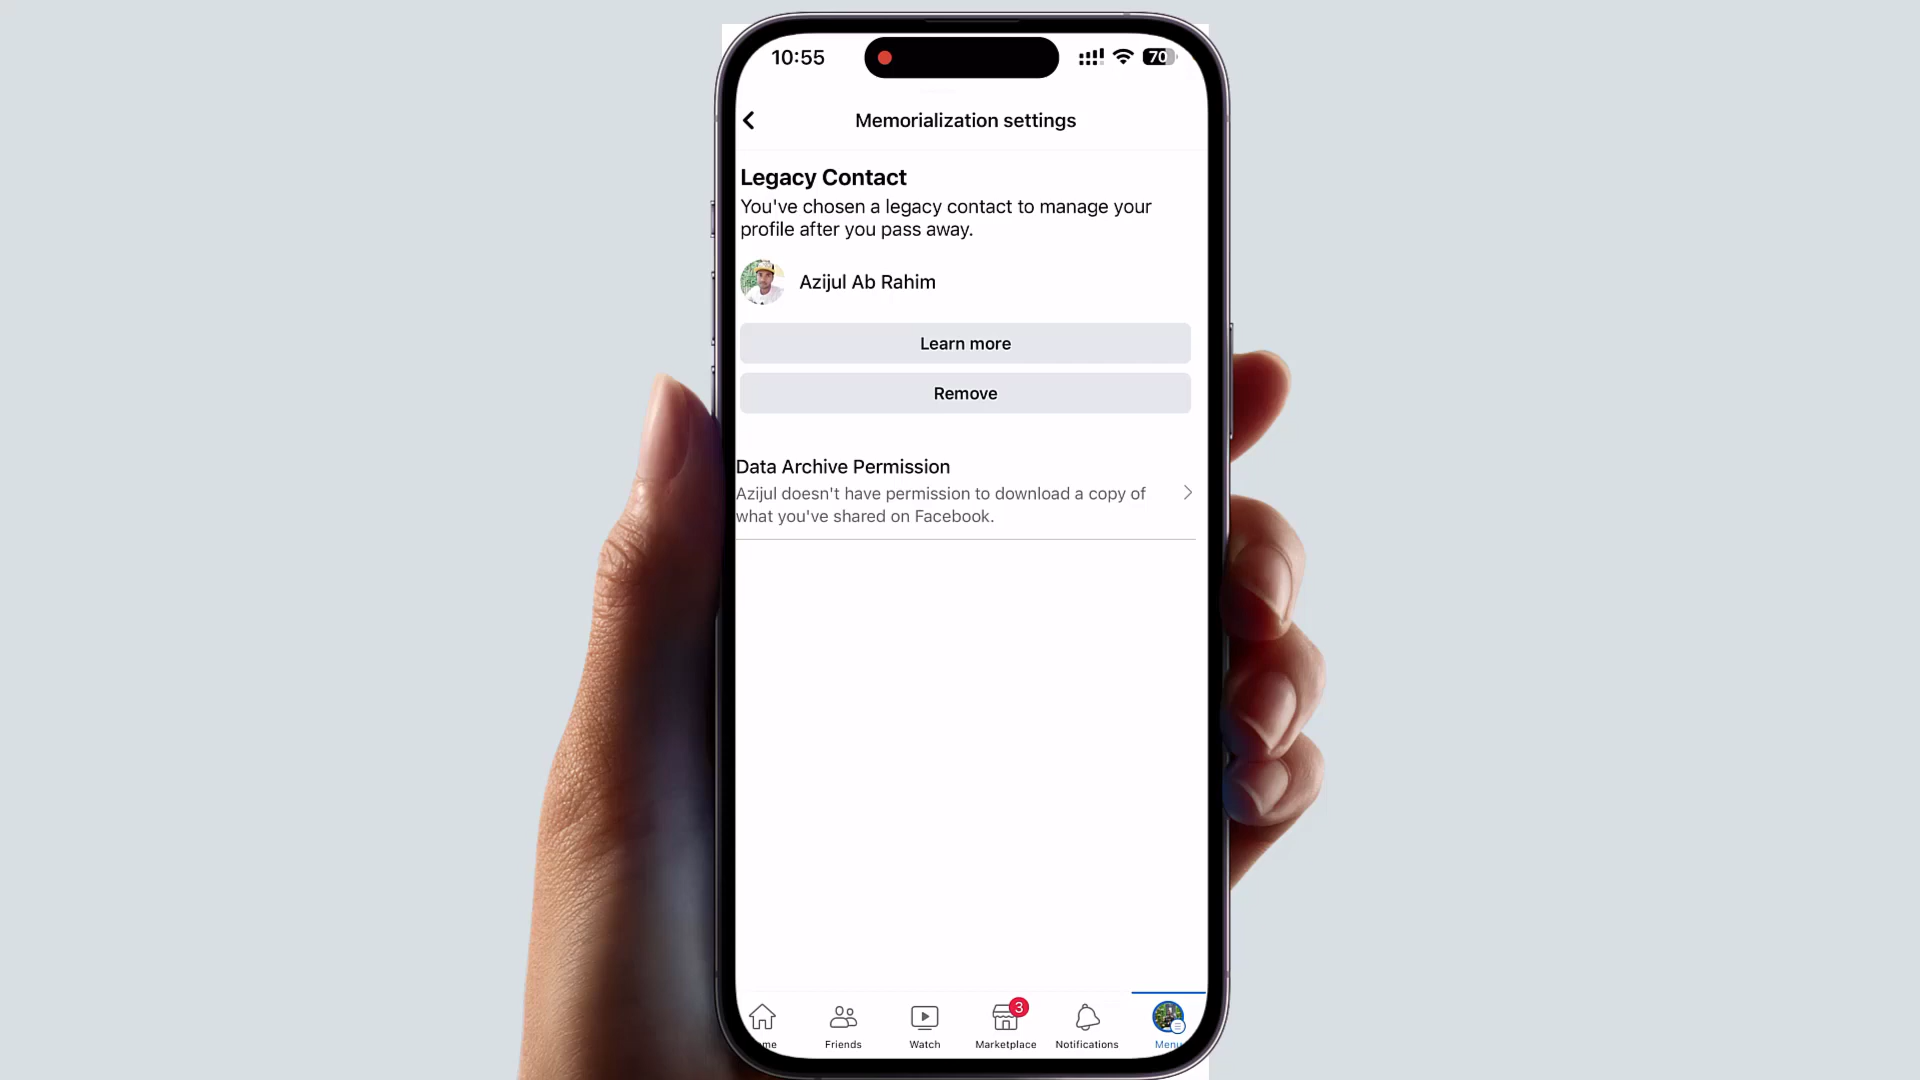 10:55
70
Memorialization settings
Legacy Contact
You've chosen a legacy contact to manage your
profile after you pass away.
Azijul Ab Rahim
Learn more
Remove
Data Archive Permission
Azijul doesn't have permission to download a copy of
what you've shared on Facebook.
3
ome
Friends
Watch
Marketplace
Notifications
Menu